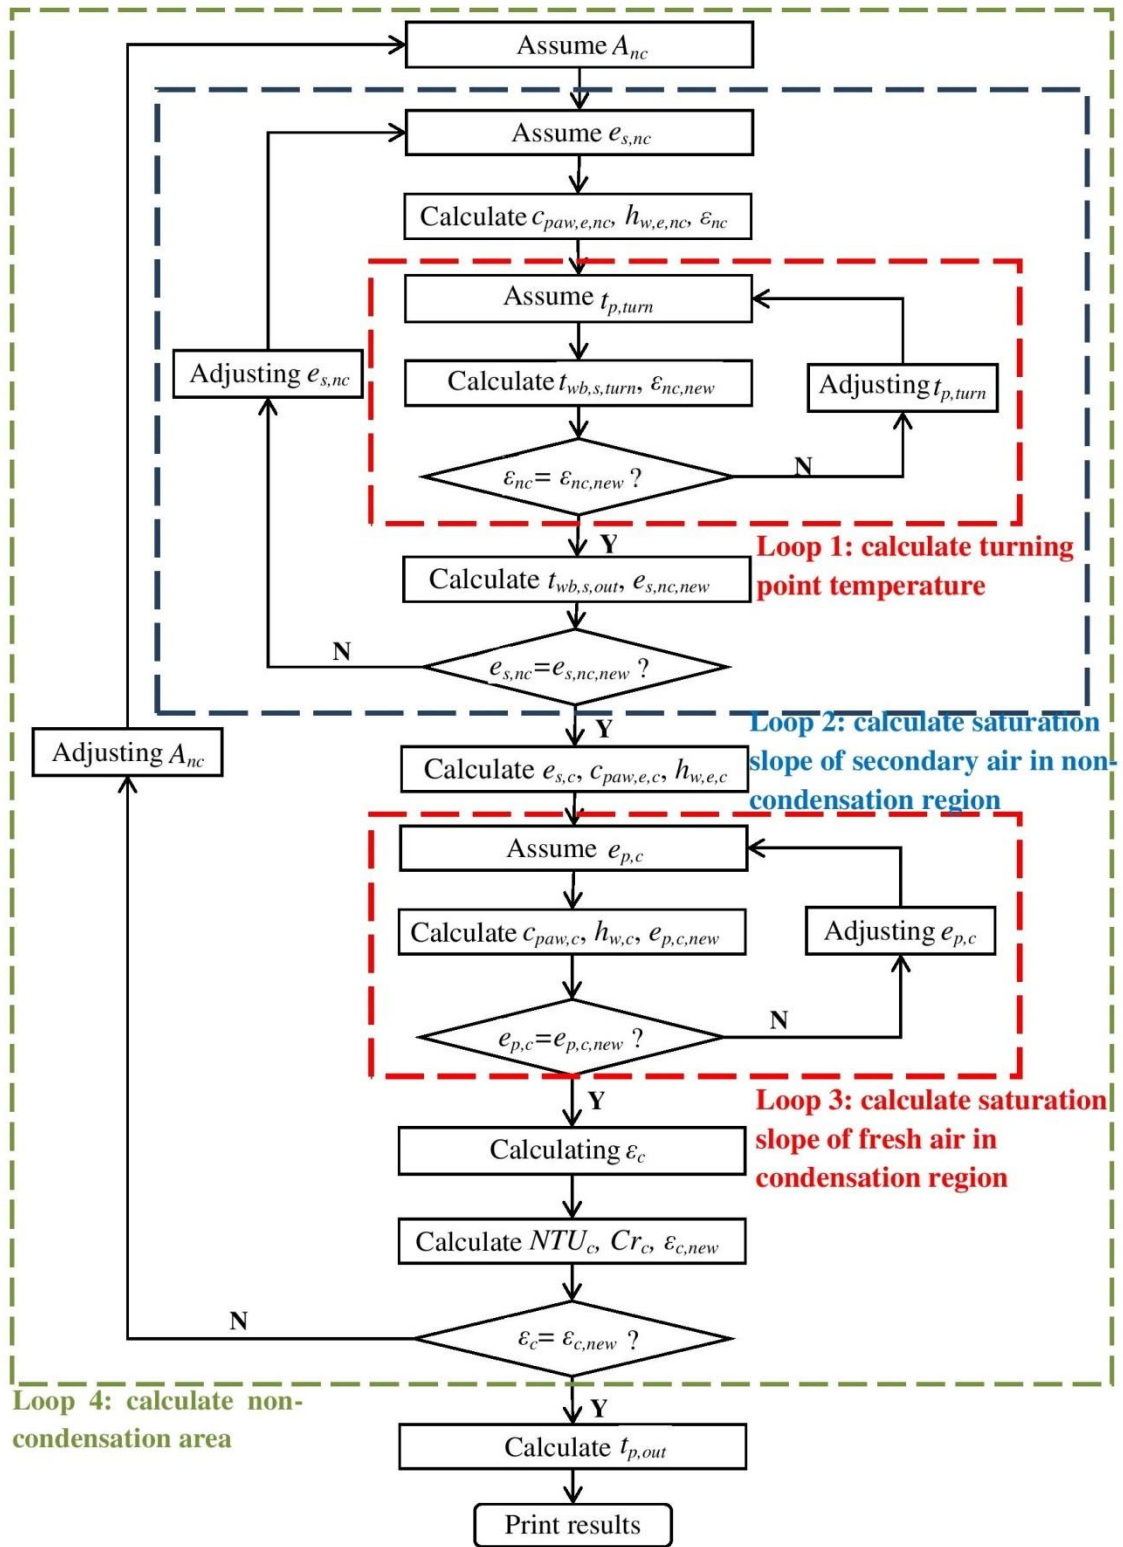 Assume A_nc
Assume e_s,nc
Calculate c_paw,e,nc, h_w,e,nc, ε_nc
Assume t_p,turn
Adjusting e_s,nc
Calculate t_wb,s,turn, ε_nc,new
Adjusting t_p,turn
ε_nc = ε_nc,new ?
N
Y
Loop 1: calculate turning
point temperature
Calculate t_wb,s,out, e_s,nc,new
N
e_s,nc=e_s,nc,new ?
Y
Loop 2: calculate saturation
slope of secondary air in non-
condensation region
Adjusting A_nc
Calculate e_s,c, c_paw,e,c, h_w,e,c
Assume e_p,c
Calculate c_paw,c, h_w,c, e_p,c,new
Adjusting e_p,c
e_p,c=e_p,c,new ?
N
Y
Loop 3: calculate saturation
slope of fresh air in
condensation region
Calculating ε_c
Calculate NTU_c, Cr_c, ε_c,new
N
ε_c= ε_c,new ?
Y
Loop 4: calculate non-
condensation area
Calculate t_p,out
Print results